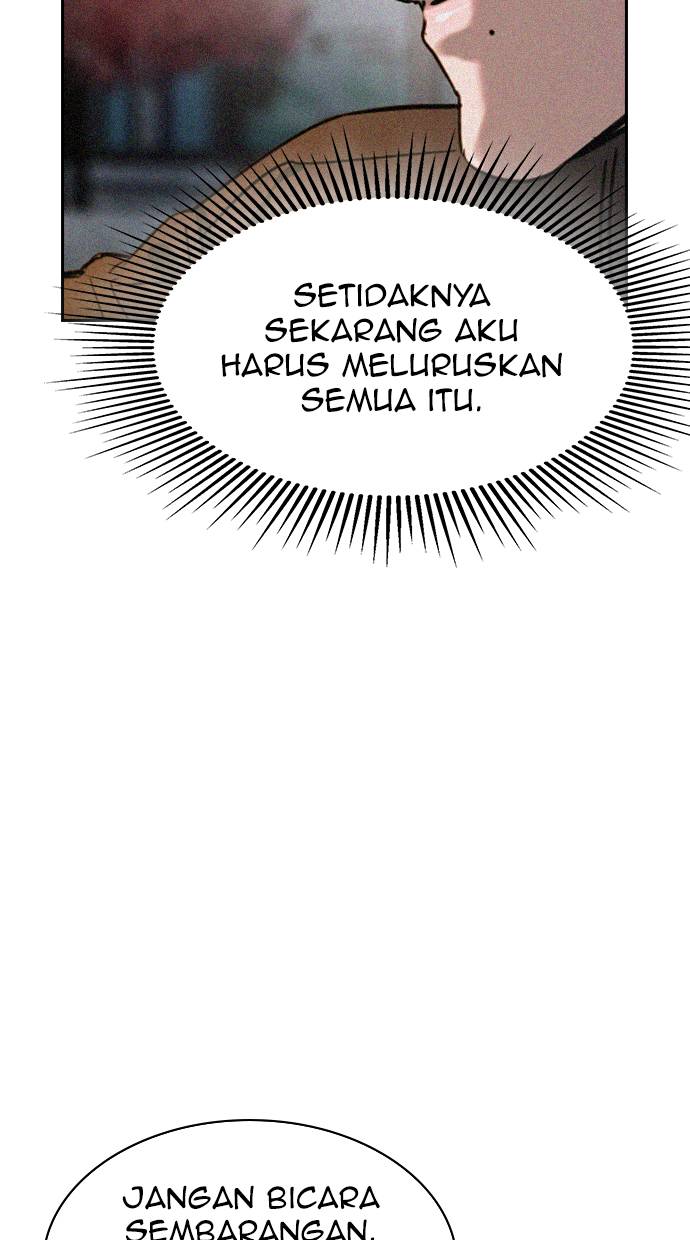 SETIDAKNYA
SEKARANG AKU
HARUS MELURUSKAN
SEMUA ITU.
JANGAN BICARA
SEMBARANGAN,